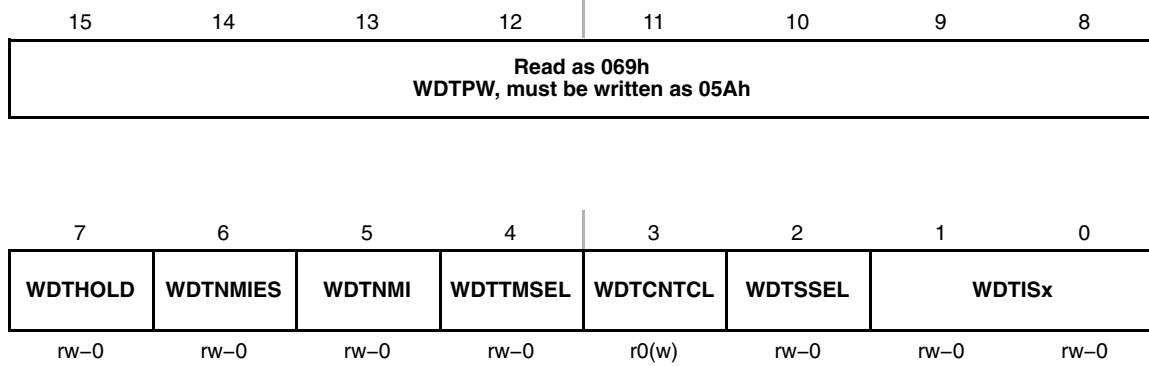 15 14 13 12 11 10 9 8
Read as 069h
WDTPW, must be written as 05Ah
7 6 5 4 3 2 1 0
WDTHOLD WDTNMIES WDTNMI WDTTMSEL WDTCNTCL WDTSSEL WDTISx
rw−0 rw−0 rw−0 rw−0 r0(w) rw−0 rw−0 rw−0